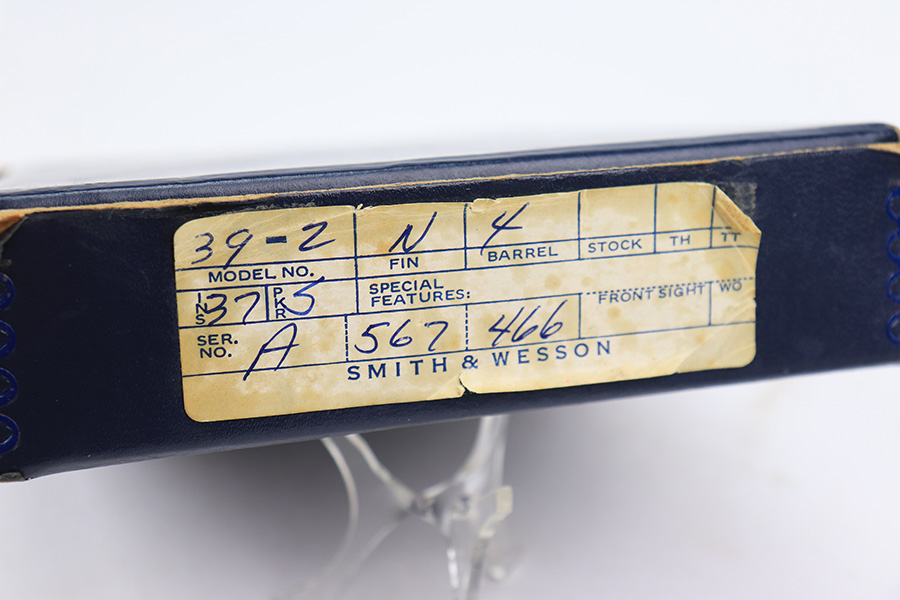 39-2 N 4
MODEL NO. FIN BARREL STOCK TH TT
INS 37 PKR 5 SPECIAL FEATURES: FRONT SIGHT WO
SER. NO. A 567 466
SMITH & WESSON